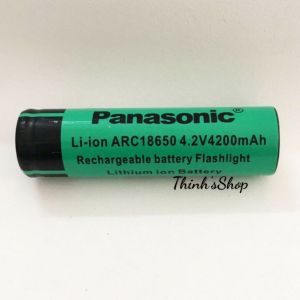 Panasonic®
Li-ion ARC18650 4.2V4200mAh
Rechargeable battery Flashlight
Lithium ion Battery
Thinh'sShop